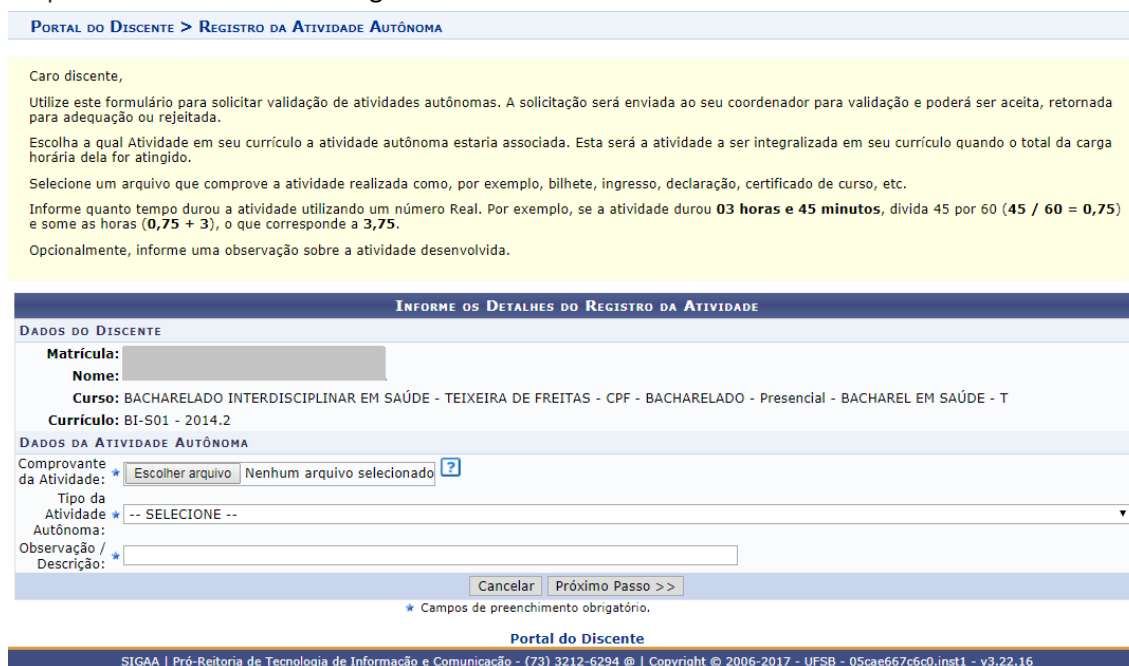 PORTAL DO DISCENTE > REGISTRO DA ATIVIDADE AUTÔNOMA
Caro discente,
Utilize este formulário para solicitar validação de atividades autônomas. A solicitação será enviada ao seu coordenador para validação e poderá ser aceita, retornada
para adequação ou rejeitada.
Escolha a qual Atividade em seu currículo a atividade autônoma estaria associada. Esta será a atividade a ser integralizada em seu currículo quando o total da carga
horária dela for atingido.
Selecione um arquivo que comprove a atividade realizada como, por exemplo, bilhete, ingresso, declaração, certificado de curso, etc.
Informe quanto tempo durou a atividade utilizando um número Real. Por exemplo, se a atividade durou 03 horas e 45 minutos, divida 45 por 60 (45 / 60 = 0,75)
e some as horas (0,75 + 3), o que corresponde a 3,75.
Opcionalmente, informe uma observação sobre a atividade desenvolvida.
INFORME OS DETALHES DO REGISTRO DA ATIVIDADE
DADOS DO DISCENTE
Matrícula:
Nome:
Curso: BACHARELADO INTERDISCIPLINAR EM SAÚDE - TEIXEIRA DE FREITAS - CPF - BACHARELADO - Presencial - BACHAREL EM SAÚDE - T
Currículo: BI-S01 - 2014.2
DADOS DA ATIVIDADE AUTÔNOMA
Comprovante
da Atividade: * Escolher arquivo Nenhum arquivo selecionado ?
Tipo da
Atividade * -- SELECIONE --
Autônoma:
Observação /
Descrição: *
Cancelar Próximo Passo >>
* Campos de preenchimento obrigatório.
Portal do Discente
SIGAA | Pró-Reitoria de Tecnologia de Informação e Comunicação - (73) 3212-6294 @ | Copyright © 2006-2017 - UFSB - 05cae667c6c0.inst1 - v3.22.16